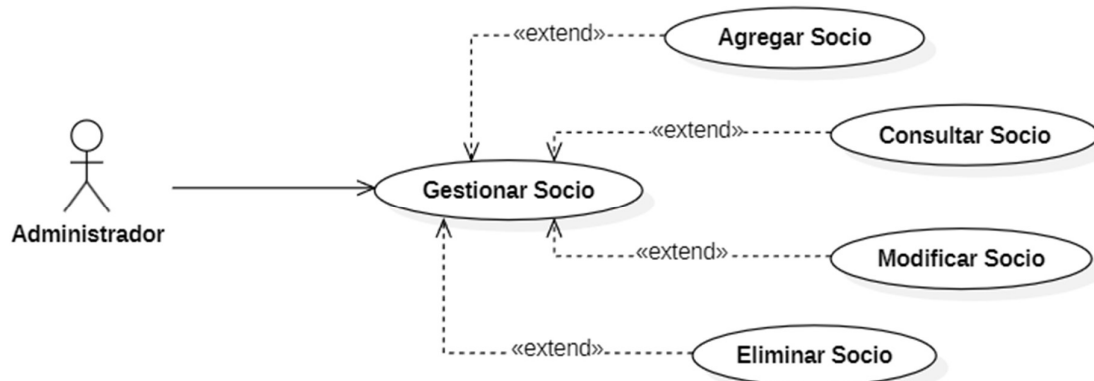 «extend»
Agregar Socio
«extend»
Consultar Socio
Gestionar Socio
Administrador
«extend»
Modificar Socio
«extend»
Eliminar Socio